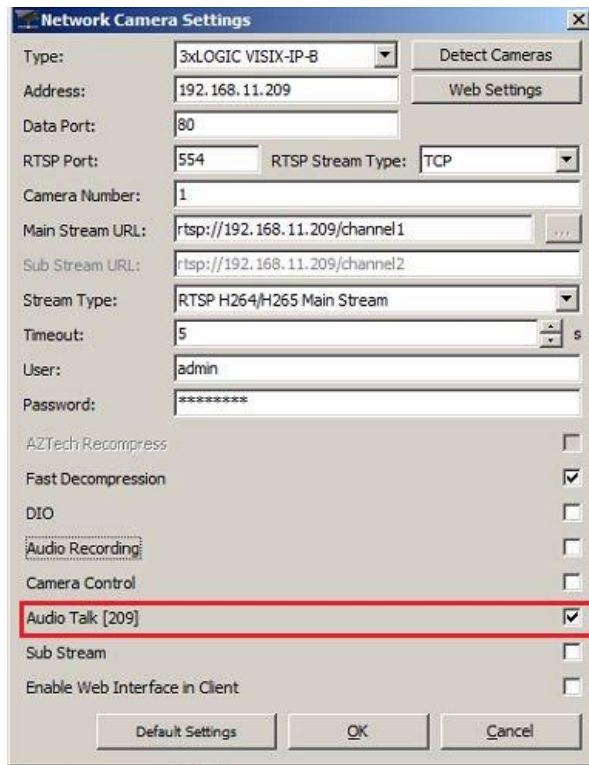 Network Camera Settings
Type: 3xLOGIC VISIX-IP-B Detect Cameras
Address: 192.168.11.209 Web Settings
Data Port: 80
RTSP Port: 554 RTSP Stream Type: TCP
Camera Number: 1
Main Stream URL: rtsp://192.168.11.209/channel1 ...
Sub Stream URL: rtsp://192.168.11.209/channel2
Stream Type: RTSP H264/H265 Main Stream
Timeout: 5 s
User: admin
Password: ********
AZTech Recompress
Fast Decompression
DIO
Audio Recording
Camera Control
Audio Talk [209]
Sub Stream
Enable Web Interface in Client
Default Settings OK Cancel